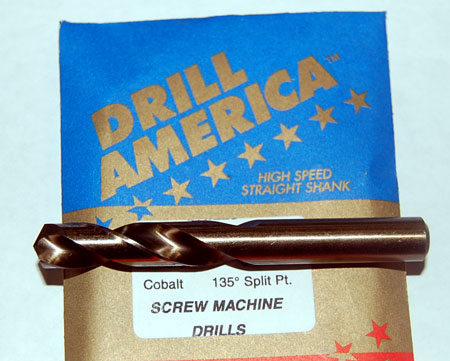 DRILL
AMERICA™
HIGH SPEED
STRAIGHT SHANK
Cobalt 135° Split Pt.
SCREW MACHINE
DRILLS